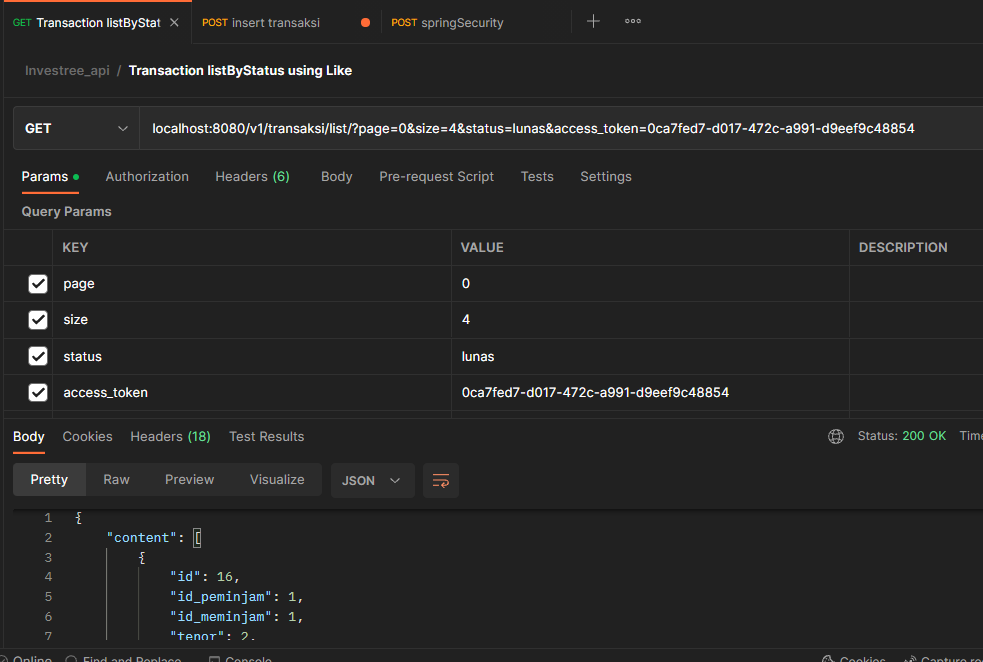 GET Transaction listByStat POST insert transaksi POST springSecurity
Investree_api / Transaction listByStatus using Like
GET localhost:8080/v1/transaksi/list/?page=0&size=4&status=lunas&access_token=0ca7fed7-d017-472c-a991-d9eef9c48854
Params Authorization Headers (6) Body Pre-request Script Tests Settings
Query Params
KEY VALUE DESCRIPTION
page 0
size 4
status lunas
access_token 0ca7fed7-d017-472c-a991-d9eef9c48854
Body Cookies Headers (18) Test Results Status: 200 OK Time
Pretty Raw Preview Visualize JSON
1 {
2 "content": [
3 {
4 "id": 16,
5 "id_peminjam": 1,
6 "id_meminjam": 1,
7 "tenor": 2,
Online Find and Replace Console Cookies Capture re